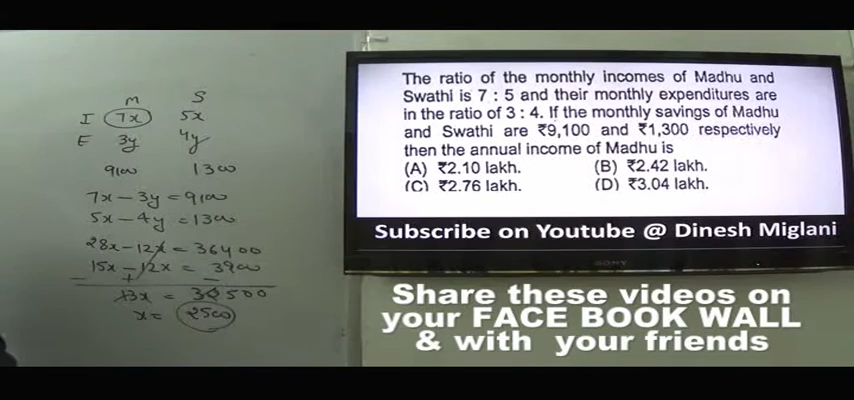 M S
I 7x 5x
E 3y 4y
9100 1300
7x - 3y = 9100
5x - 4y = 1300
28x - 12x = 36400
15x - 12x = 3900
- + -
13x = 32500
x = 2500
The ratio of the monthly incomes of Madhu and
Swathi is 7 : 5 and their monthly expenditures are
in the ratio of 3 : 4. If the monthly savings of Madhu
and Swathi are ₹9,100 and ₹1,300 respectively
then the annual income of Madhu is
(A) ₹2.10 lakh. (B) ₹2.42 lakh.
(C) ₹2.76 lakh. (D) ₹3.04 lakh.
Subscribe on Youtube @ Dinesh Miglani
SONY
Share these videos on
your FACE BOOK WALL
& with your friends